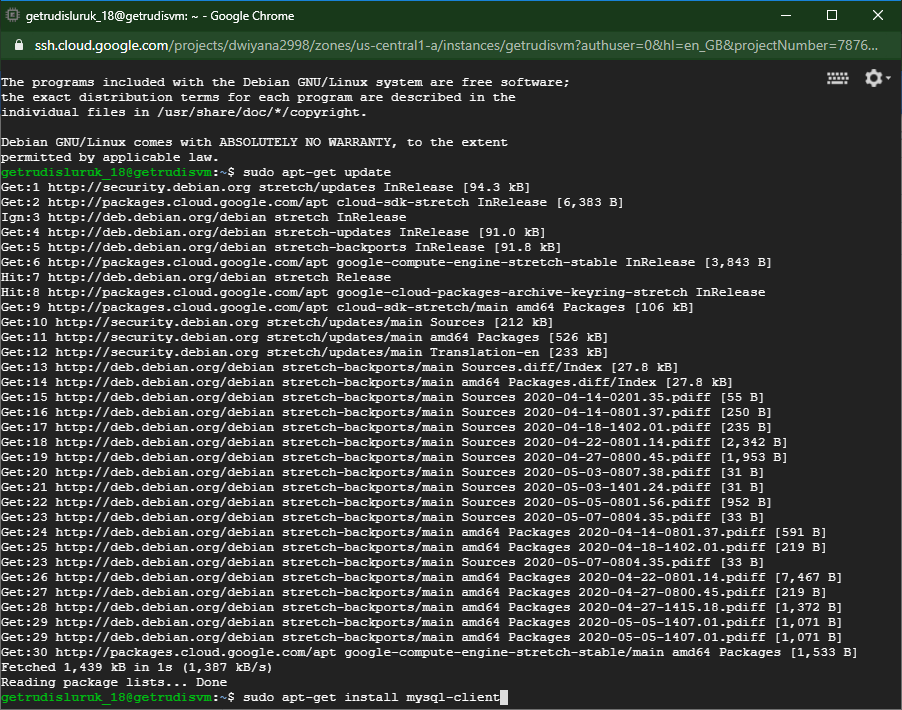 getrudisluruk_18@getrudisvm: ~ - Google Chrome
ssh.cloud.google.com/projects/dwiyana2998/zones/us-central1-a/instances/getrudisvm?authuser=0&hl=en_GB&projectNumber=7876...
The programs included with the Debian GNU/Linux system are free software;
the exact distribution terms for each program are described in the
individual files in /usr/share/doc/*/copyright.
Debian GNU/Linux comes with ABSOLUTELY NO WARRANTY, to the extent
permitted by applicable law.
getrudisluruk_18@getrudisvm:~$ sudo apt-get update
Get:1 http://security.debian.org stretch/updates InRelease [94.3 kB]
Get:2 http://packages.cloud.google.com/apt cloud-sdk-stretch InRelease [6,383 B]
Ign:3 http://deb.debian.org/debian stretch InRelease
Get:4 http://deb.debian.org/debian stretch-updates InRelease [91.0 kB]
Get:5 http://deb.debian.org/debian stretch-backports InRelease [91.8 kB]
Get:6 http://packages.cloud.google.com/apt google-compute-engine-stretch-stable InRelease [3,843 B]
Hit:7 http://deb.debian.org/debian stretch Release
Hit:8 http://packages.cloud.google.com/apt google-cloud-packages-archive-keyring-stretch InRelease
Get:9 http://packages.cloud.google.com/apt cloud-sdk-stretch/main amd64 Packages [106 kB]
Get:10 http://security.debian.org stretch/updates/main Sources [212 kB]
Get:11 http://security.debian.org stretch/updates/main amd64 Packages [526 kB]
Get:12 http://security.debian.org stretch/updates/main Translation-en [233 kB]
Get:13 http://deb.debian.org/debian stretch-backports/main Sources.diff/Index [27.8 kB]
Get:14 http://deb.debian.org/debian stretch-backports/main amd64 Packages.diff/Index [27.8 kB]
Get:15 http://deb.debian.org/debian stretch-backports/main Sources 2020-04-14-0201.35.pdiff [55 B]
Get:16 http://deb.debian.org/debian stretch-backports/main Sources 2020-04-14-0801.37.pdiff [250 B]
Get:17 http://deb.debian.org/debian stretch-backports/main Sources 2020-04-18-1402.01.pdiff [235 B]
Get:18 http://deb.debian.org/debian stretch-backports/main Sources 2020-04-22-0801.14.pdiff [2,342 B]
Get:19 http://deb.debian.org/debian stretch-backports/main Sources 2020-04-27-0800.45.pdiff [1,953 B]
Get:20 http://deb.debian.org/debian stretch-backports/main Sources 2020-05-03-0807.38.pdiff [31 B]
Get:21 http://deb.debian.org/debian stretch-backports/main Sources 2020-05-03-1401.24.pdiff [31 B]
Get:22 http://deb.debian.org/debian stretch-backports/main Sources 2020-05-05-0801.56.pdiff [952 B]
Get:23 http://deb.debian.org/debian stretch-backports/main Sources 2020-05-07-0804.35.pdiff [33 B]
Get:24 http://deb.debian.org/debian stretch-backports/main amd64 Packages 2020-04-14-0801.37.pdiff [591 B]
Get:25 http://deb.debian.org/debian stretch-backports/main amd64 Packages 2020-04-18-1402.01.pdiff [219 B]
Get:23 http://deb.debian.org/debian stretch-backports/main Sources 2020-05-07-0804.35.pdiff [33 B]
Get:26 http://deb.debian.org/debian stretch-backports/main amd64 Packages 2020-04-22-0801.14.pdiff [7,467 B]
Get:27 http://deb.debian.org/debian stretch-backports/main amd64 Packages 2020-04-27-0800.45.pdiff [219 B]
Get:28 http://deb.debian.org/debian stretch-backports/main amd64 Packages 2020-04-27-1415.18.pdiff [1,372 B]
Get:29 http://deb.debian.org/debian stretch-backports/main amd64 Packages 2020-05-05-1407.01.pdiff [1,071 B]
Get:29 http://deb.debian.org/debian stretch-backports/main amd64 Packages 2020-05-05-1407.01.pdiff [1,071 B]
Get:30 http://packages.cloud.google.com/apt google-compute-engine-stretch-stable/main amd64 Packages [1,533 B]
Fetched 1,439 kB in 1s (1,387 kB/s)
Reading package lists... Done
getrudisluruk_18@getrudisvm:~$ sudo apt-get install mysql-client